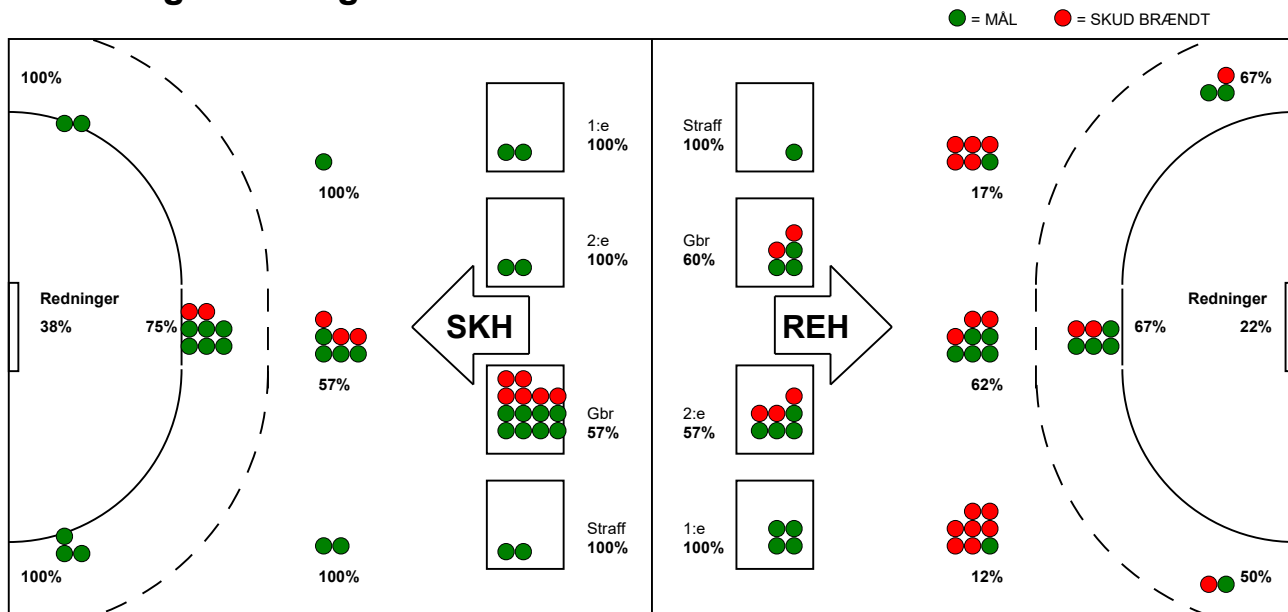 = MÅL
= SKUD BRÆNDT
100%
1:e
100%
Straff
100%
67%
100%
17%
2:e
100%
Gbr
60%
Redninger
38%
75%
SKH
REH
67%
Redninger
22%
57%
62%
Gbr
57%
2:e
57%
Straff
100%
1:e
100%
100%
100%
12%
50%